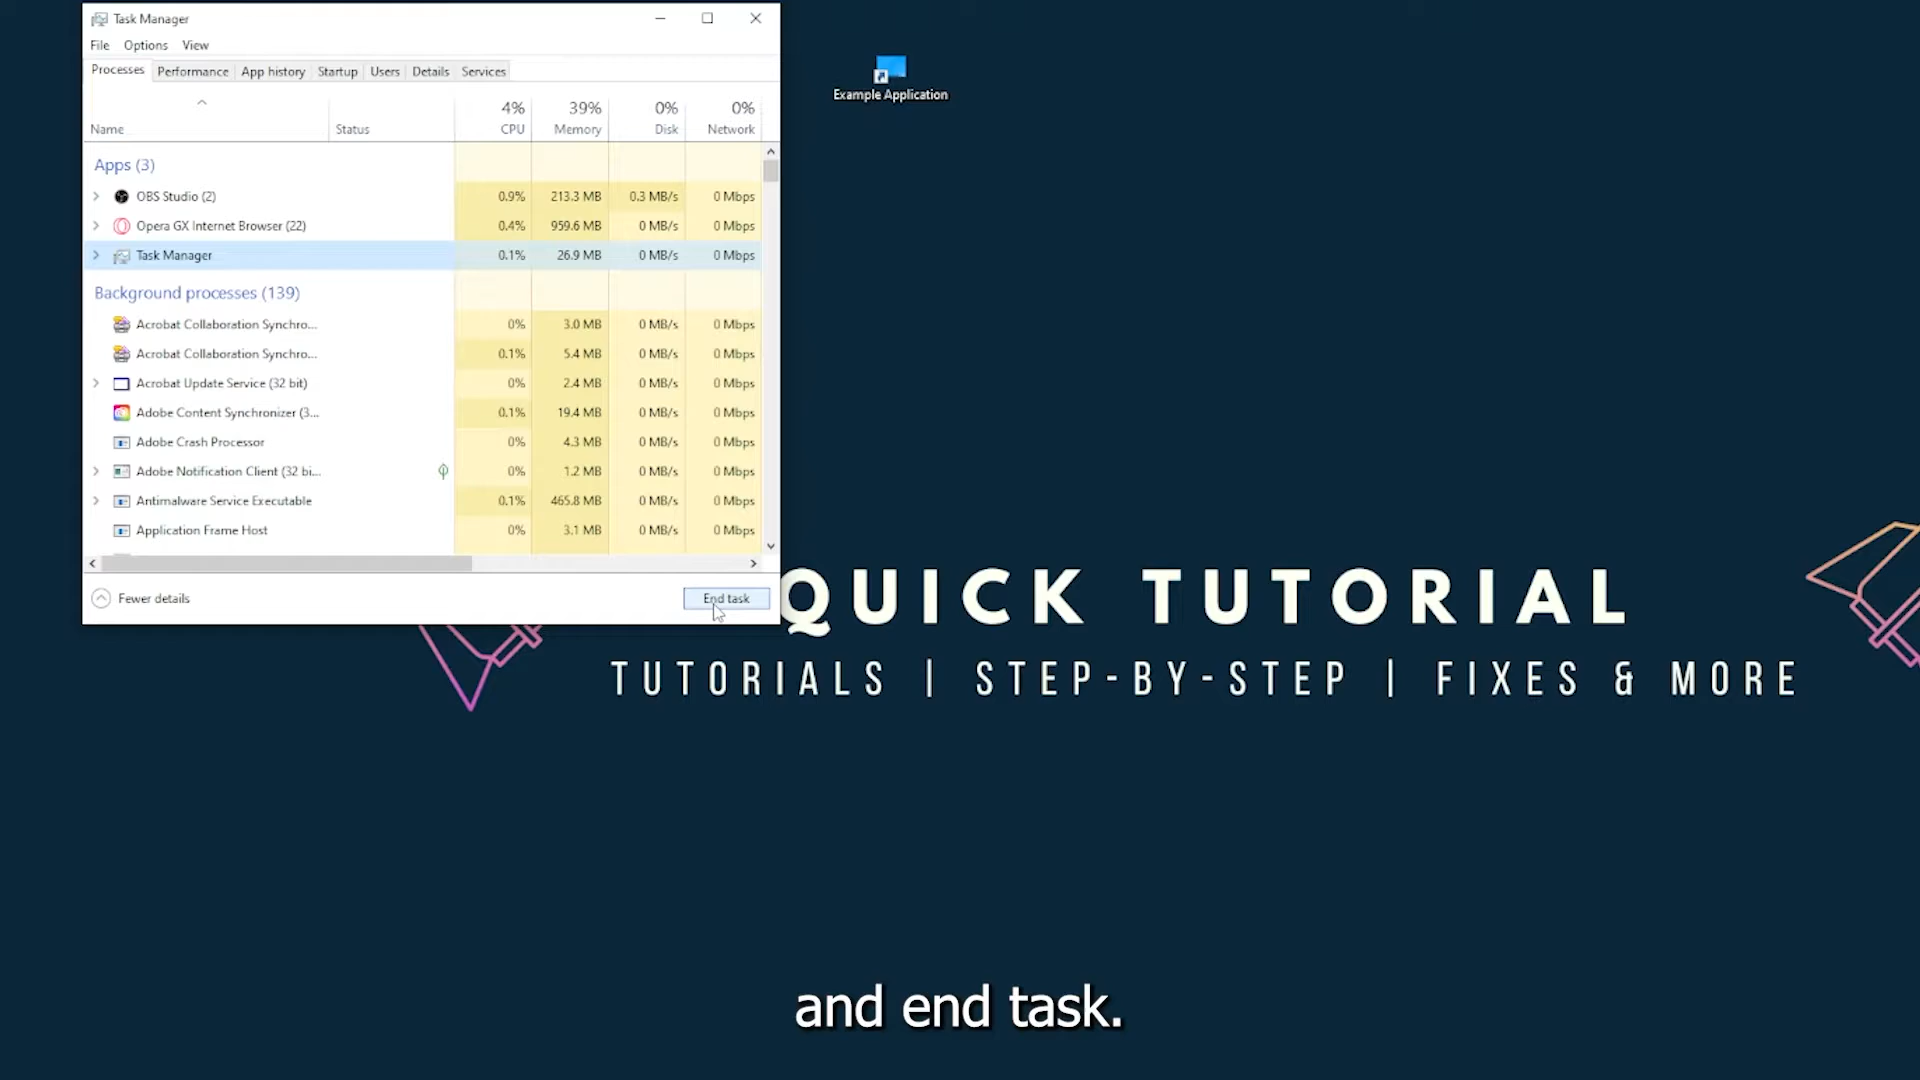 Task Manager
File Options View
Processes Performance App history Startup Users Details Services
4% 39% 0% 0%
Name Status CPU Memory Disk Network
Apps (3)
OBS Studio (2) 0.9% 213.3 MB 0.3 MB/s 0 Mbps
Opera GX Internet Browser (22) 0.4% 959.6 MB 0 MB/s 0 Mbps
Task Manager 0.1% 26.9 MB 0 MB/s 0 Mbps
Background processes (139)
Acrobat Collaboration Synchro... 0% 3.0 MB 0 MB/s 0 Mbps
Acrobat Collaboration Synchro... 0.1% 5.4 MB 0 MB/s 0 Mbps
Acrobat Update Service (32 bit) 0% 2.4 MB 0 MB/s 0 Mbps
Adobe Content Synchronizer (3... 0.1% 19.4 MB 0 MB/s 0 Mbps
Adobe Crash Processor 0% 4.3 MB 0 MB/s 0 Mbps
Adobe Notification Client (32 bi... 0% 1.2 MB 0 MB/s 0 Mbps
Antimalware Service Executable 0.1% 465.8 MB 0 MB/s 0 Mbps
Application Frame Host 0% 3.1 MB 0 MB/s 0 Mbps
Fewer details End task
Example Application
QUICK TUTORIAL
TUTORIALS | STEP-BY-STEP | FIXES & MORE
and end task.